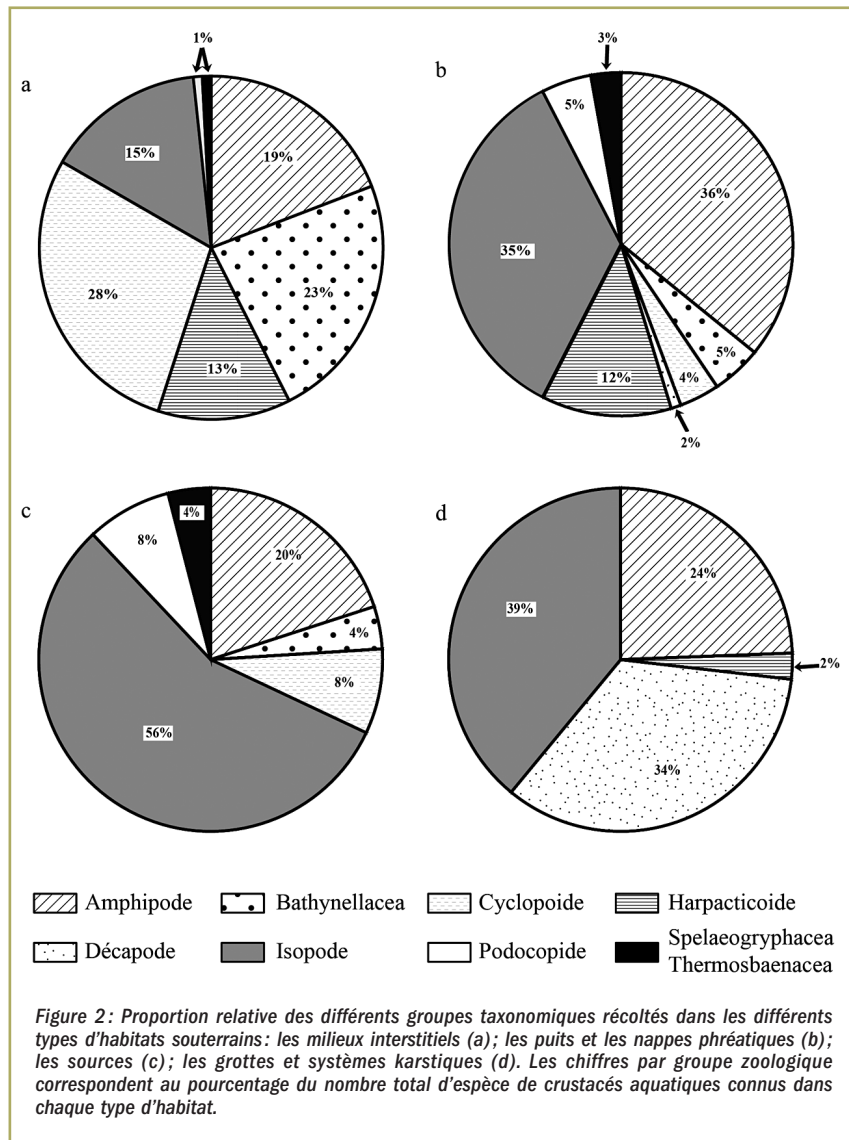 1%
a
15%
19%
28%
23%
13%
3%
b
5%
36%
35%
5%
12%
4%
2%
c
4%
8%
20%
4%
8%
56%
d
39%
24%
2%
34%
Amphipode Bathynellacea Cyclopoide Harpacticoide
Décapode Isopode Podocopide Spelaeogryphacea
Thermosbaenacea
Figure 2 : Proportion relative des différents groupes taxonomiques récoltés dans les différents
types d'habitats souterrains : les milieux interstitiels (a) ; les puits et les nappes phréatiques (b) ;
les sources (c) ; les grottes et systèmes karstiques (d). Les chiffres par groupe zoologique
correspondent au pourcentage du nombre total d'espèce de crustacés aquatiques connus dans
chaque type d'habitat.